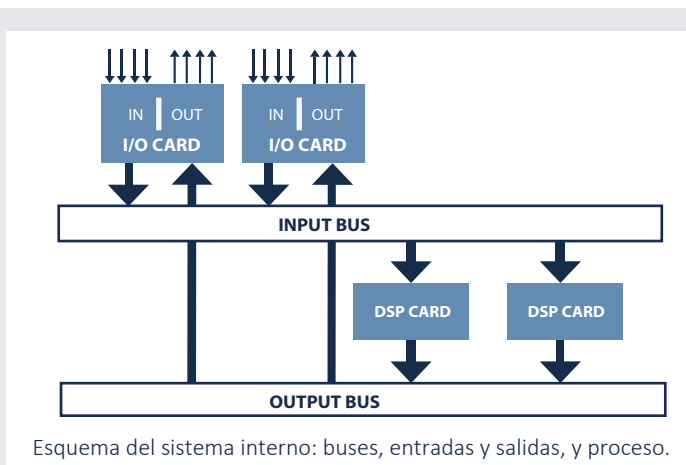 IN OUT IN OUT
I/O CARD I/O CARD
INPUT BUS
DSP CARD DSP CARD
OUTPUT BUS
Esquema del sistema interno: buses, entradas y salidas, y proceso.